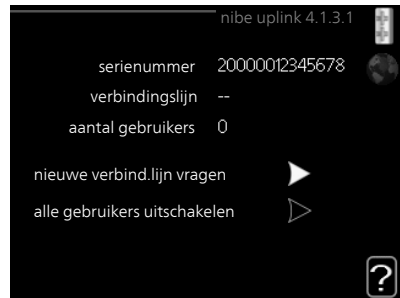 nibe uplink 4.1.3.1
serienummer 20000012345678
verbindingslijn --
aantal gebruikers 0
nieuwe verbind.lijn vragen
alle gebruikers uitschakelen
?